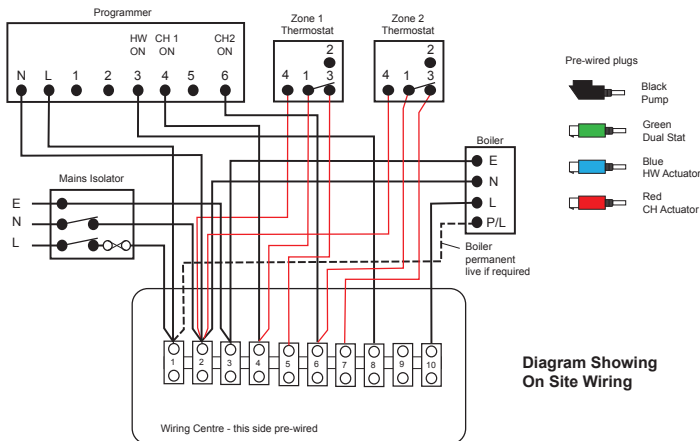 Programmer
HW CH 1 CH2
ON ON ON
N L 1 2 3 4 5 6
Zone 1
Thermostat
2
4 1 3
Zone 2
Thermostat
2
4 1 3
Pre-wired plugs
Black
Pump
Green
Dual Stat
Blue
HW Actuator
Red
CH Actuator
Mains Isolator
E
N
L
Boiler
E
N
L
P/L
Boiler
permanent
live if required
1 2 3 4 5 6 7 8 9 10
Wiring Centre - this side pre-wired
Diagram Showing
On Site Wiring